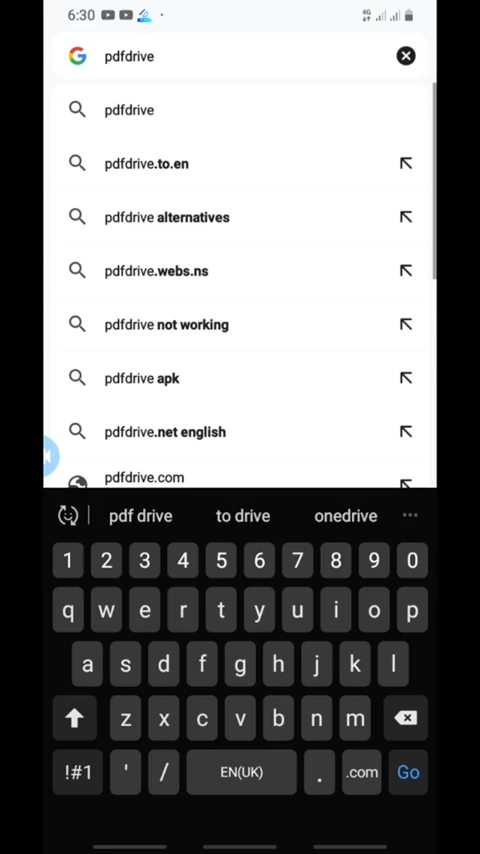 6:30 4G
pdfdrive
pdfdrive
pdfdrive.to.en
pdfdrive alternatives
pdfdrive.webs.ns
pdfdrive not working
pdfdrive apk
pdfdrive.net english
pdfdrive.com
pdf drive to drive onedrive
1 2 3 4 5 6 7 8 9 0
q w e r t y u i o p
a s d f g h j k l
z x c v b n m
!#1 ' / EN(UK) . .com Go